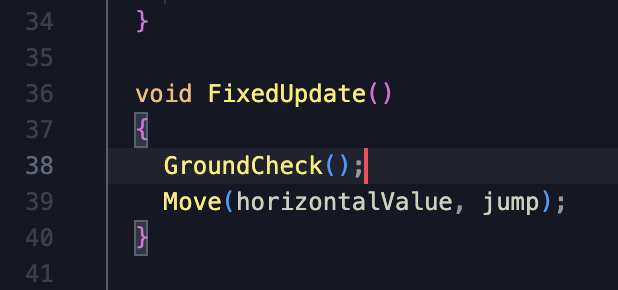 34 }
35
36 void FixedUpdate()
37 {
38 GroundCheck();
39 Move(horizontalValue, jump);
40 }
41